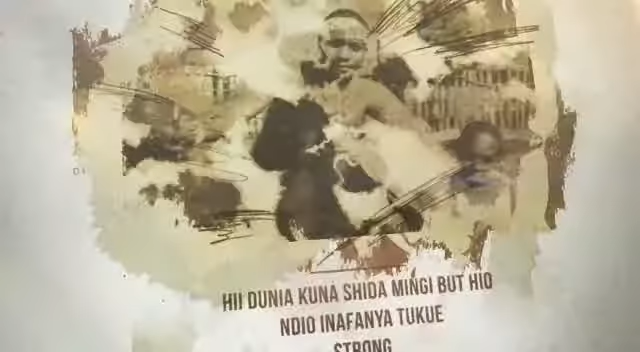 HII DUNIA KUNA SHIDA MINGI BUT HIO
NDIO INAFANYA TUKUE
STRONG